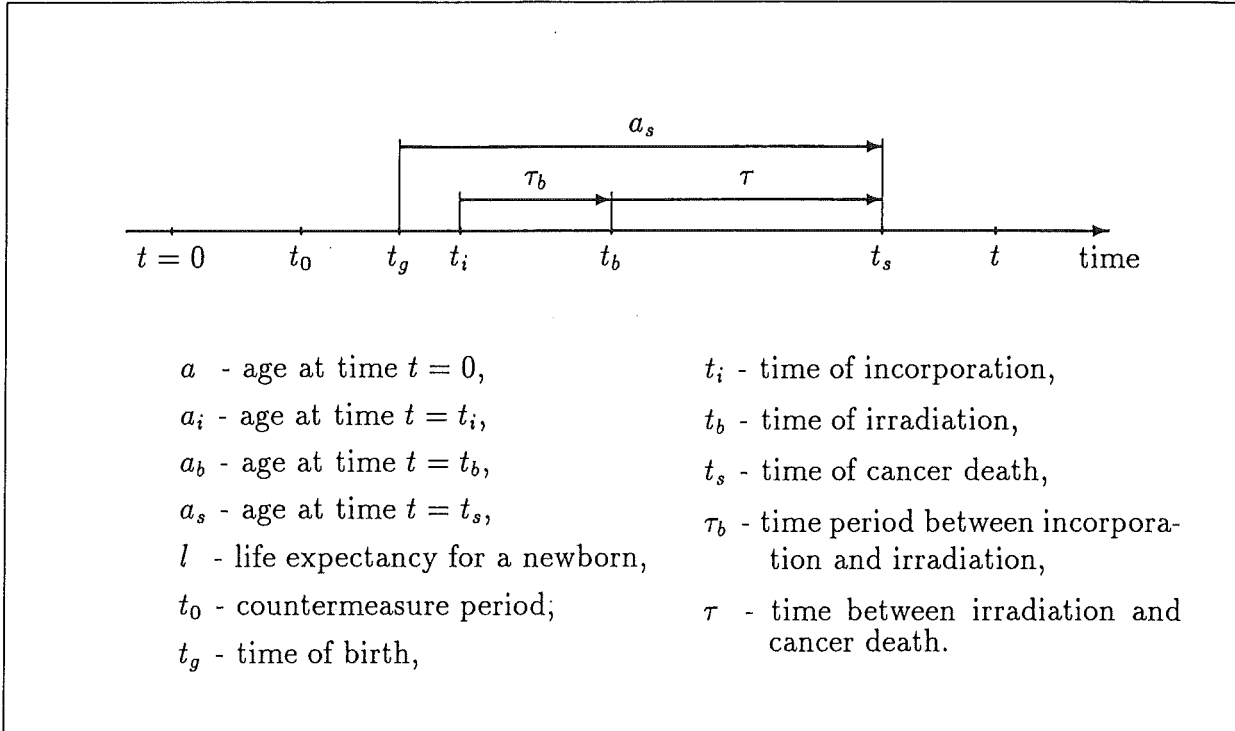 a_s
τ_b τ
t = 0 t_0 t_g t_i t_b t_s t time
a - age at time t = 0,
a_i - age at time t = t_i,
a_b - age at time t = t_b,
a_s - age at time t = t_s,
l - life expectancy for a newborn,
t_0 - countermeasure period,
t_g - time of birth,
t_i - time of incorporation,
t_b - time of irradiation,
t_s - time of cancer death,
τ_b - time period between incorpora-
tion and irradiation,
τ - time between irradiation and
cancer death.